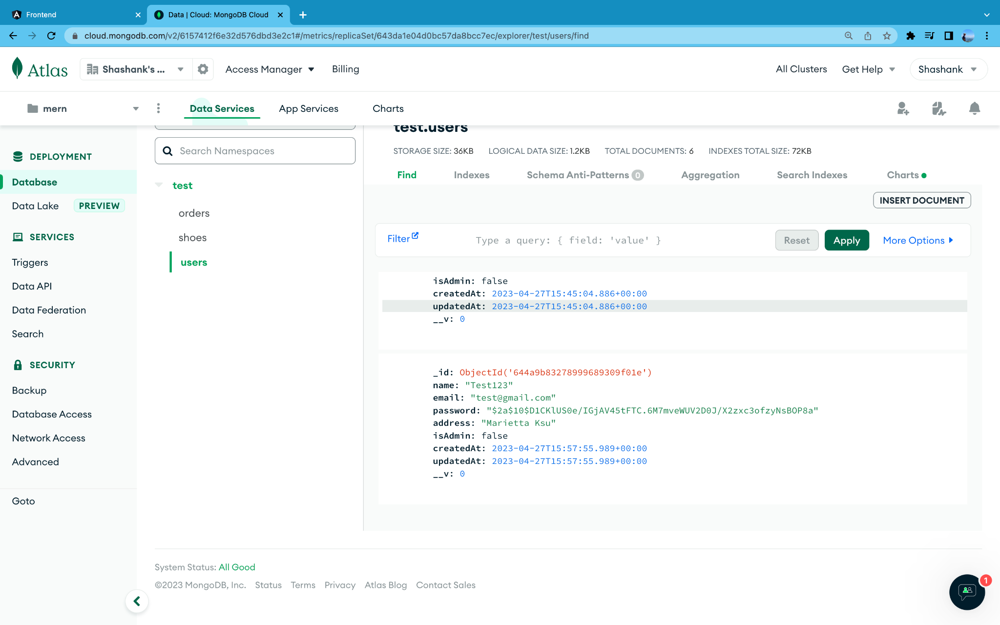 Frontend
Data | Cloud: MongoDB Cloud
cloud.mongodb.com/v2/6157412f6e32d576dbd3e2c1#/metrics/replicaSet/643da1e04d0bc57da8bcc7ec/explorer/test/users/find
Atlas
Shashank's ...
Access Manager
Billing
All Clusters
Get Help
Shashank
mern
Data Services
App Services
Charts
DEPLOYMENT
Database
Data Lake PREVIEW
SERVICES
Triggers
Data API
Data Federation
Search
SECURITY
Backup
Database Access
Network Access
Advanced
Goto
Search Namespaces
test
orders
shoes
users
test.users
STORAGE SIZE: 36KB LOGICAL DATA SIZE: 1.2KB TOTAL DOCUMENTS: 6 INDEXES TOTAL SIZE: 72KB
Find Indexes Schema Anti-Patterns 0 Aggregation Search Indexes Charts
INSERT DOCUMENT
Filter Type a query: { field: 'value' } Reset Apply More Options
isAdmin: false
createdAt: 2023-04-27T15:45:04.886+00:00
updatedAt: 2023-04-27T15:45:04.886+00:00
__v: 0
_id: ObjectId('644a9b83278999689309f01e')
name: "Test123"
email: "test@gmail.com"
password: "$2a$10$D1CKlUS0e/IGjAV45tFTC.6M7mveWUV2D0J/X2zxc3ofzyNsBOP8a"
address: "Marietta Ksu"
isAdmin: false
createdAt: 2023-04-27T15:57:55.989+00:00
updatedAt: 2023-04-27T15:57:55.989+00:00
__v: 0
System Status: All Good
©2023 MongoDB, Inc. Status Terms Privacy Atlas Blog Contact Sales
1